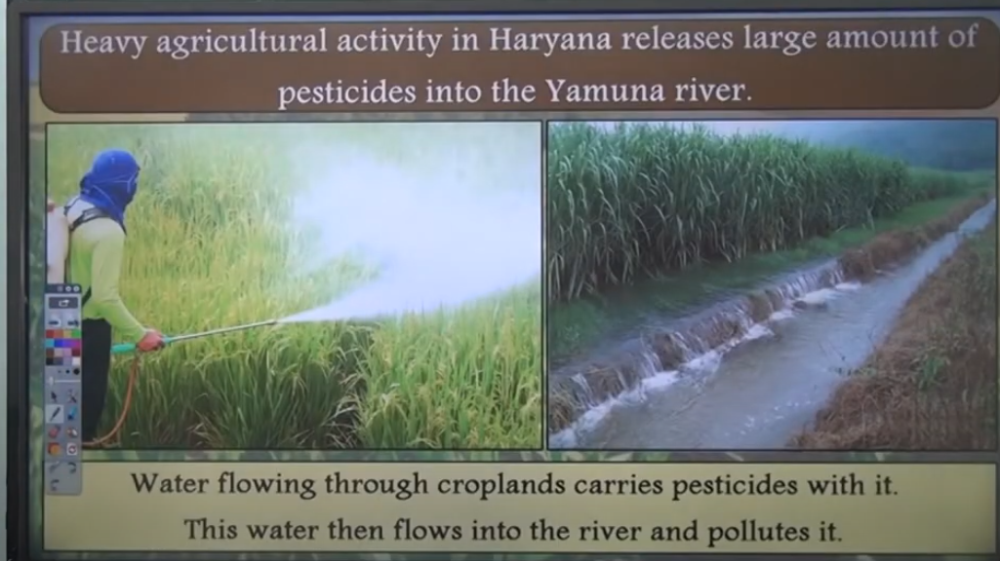 Heavy agricultural activity in Haryana releases large amount of
pesticides into the Yamuna river.
Water flowing through croplands carries pesticides with it.
This water then flows into the river and pollutes it.